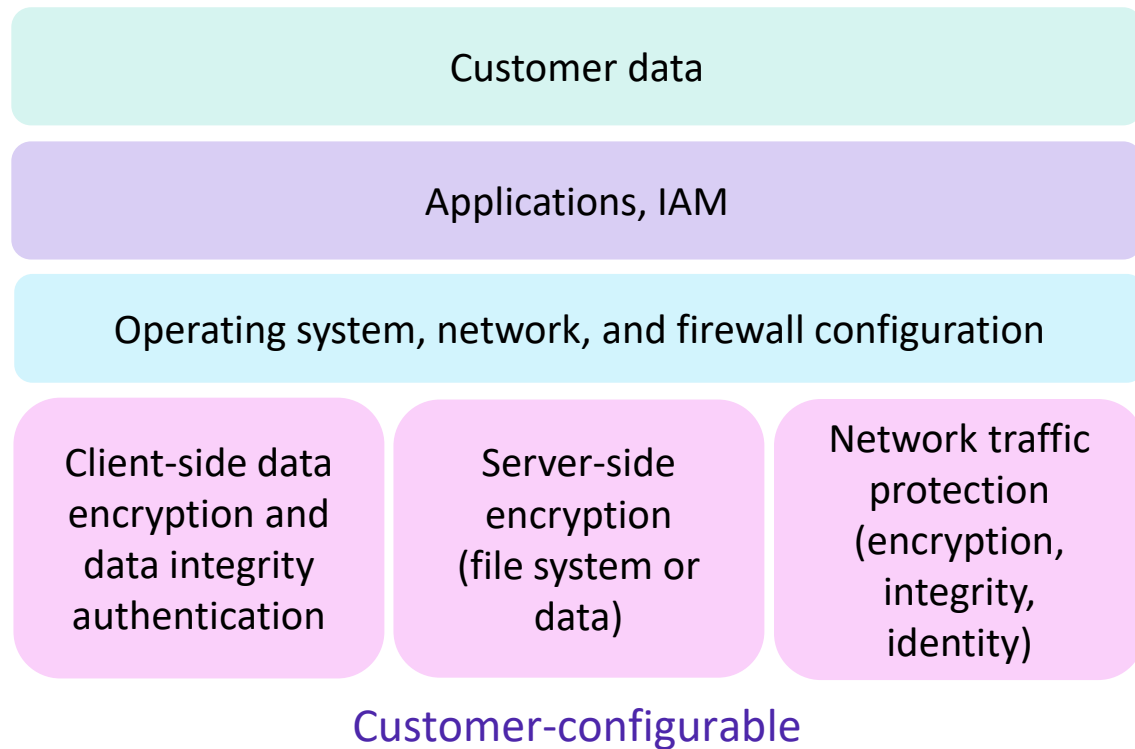 Customer data
Applications, IAM
Operating system, network, and firewall configuration
Client-side data
encryption and
data integrity
authentication
Server-side
encryption
(file system or
data)
Network traffic
protection
(encryption,
integrity,
identity)
Customer-configurable